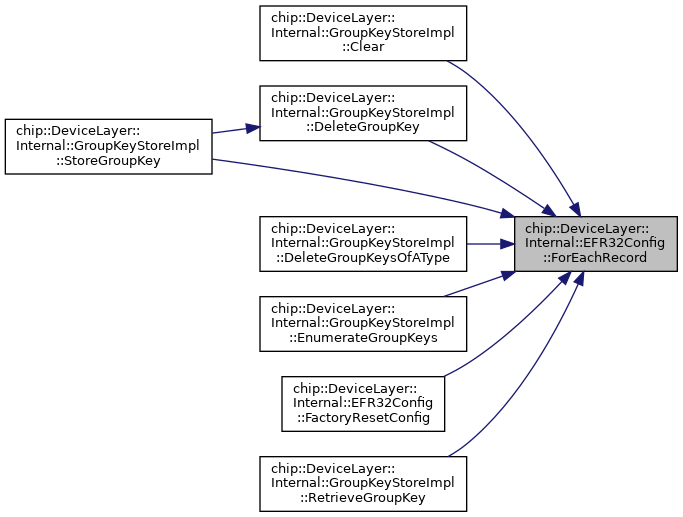 chip::DeviceLayer::
Internal::GroupKeyStoreImpl
::Clear
chip::DeviceLayer::
Internal::GroupKeyStoreImpl
::DeleteGroupKey
chip::DeviceLayer::
Internal::GroupKeyStoreImpl
::StoreGroupKey
chip::DeviceLayer::
Internal::GroupKeyStoreImpl
::DeleteGroupKeysOfAType
chip::DeviceLayer::
Internal::EFR32Config
::ForEachRecord
chip::DeviceLayer::
Internal::GroupKeyStoreImpl
::EnumerateGroupKeys
chip::DeviceLayer::
Internal::EFR32Config
::FactoryResetConfig
chip::DeviceLayer::
Internal::GroupKeyStoreImpl
::RetrieveGroupKey